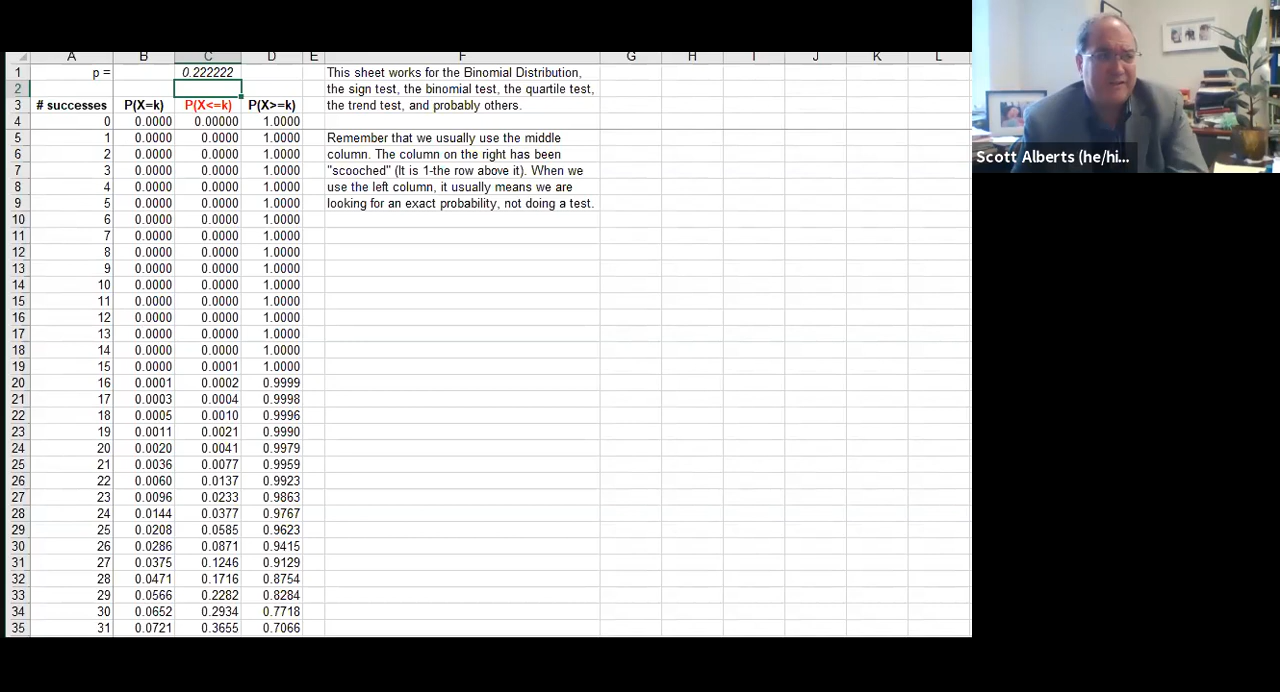 A B C D E F G H I J K L
1 p = 0.222222 This sheet works for the Binomial Distribution,
2 the sign test, the binomial test, the quartile test,
3 # successes P(X=k) P(X<=k) P(X>=k) the trend test, and probably others.
4 0 0.0000 0.00000 1.0000
5 1 0.0000 0.0000 1.0000 Remember that we usually use the middle
6 2 0.0000 0.0000 1.0000 column. The column on the right has been
7 3 0.0000 0.0000 1.0000 "scooched" (It is 1-the row above it). When we
8 4 0.0000 0.0000 1.0000 use the left column, it usually means we are
9 5 0.0000 0.0000 1.0000 looking for an exact probability, not doing a test.
10 6 0.0000 0.0000 1.0000
11 7 0.0000 0.0000 1.0000
12 8 0.0000 0.0000 1.0000
13 9 0.0000 0.0000 1.0000
14 10 0.0000 0.0000 1.0000
15 11 0.0000 0.0000 1.0000
16 12 0.0000 0.0000 1.0000
17 13 0.0000 0.0000 1.0000
18 14 0.0000 0.0000 1.0000
19 15 0.0000 0.0001 1.0000
20 16 0.0001 0.0002 0.9999
21 17 0.0003 0.0004 0.9998
22 18 0.0005 0.0010 0.9996
23 19 0.0011 0.0021 0.9990
24 20 0.0020 0.0041 0.9979
25 21 0.0036 0.0077 0.9959
26 22 0.0060 0.0137 0.9923
27 23 0.0096 0.0233 0.9863
28 24 0.0144 0.0377 0.9767
29 25 0.0208 0.0585 0.9623
30 26 0.0286 0.0871 0.9415
31 27 0.0375 0.1246 0.9129
32 28 0.0471 0.1716 0.8754
33 29 0.0566 0.2282 0.8284
34 30 0.0652 0.2934 0.7718
35 31 0.0721 0.3655 0.7066
Scott Alberts (he/hi...